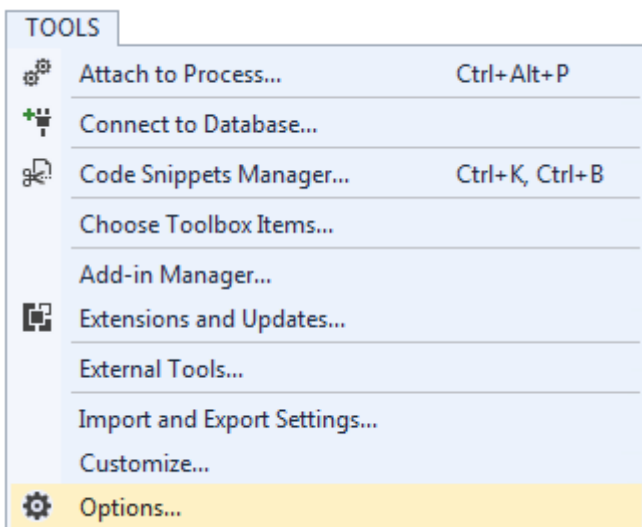 TOOLS
Attach to Process... Ctrl+Alt+P
Connect to Database...
Code Snippets Manager... Ctrl+K, Ctrl+B
Choose Toolbox Items...
Add-in Manager...
Extensions and Updates...
External Tools...
Import and Export Settings...
Customize...
Options...